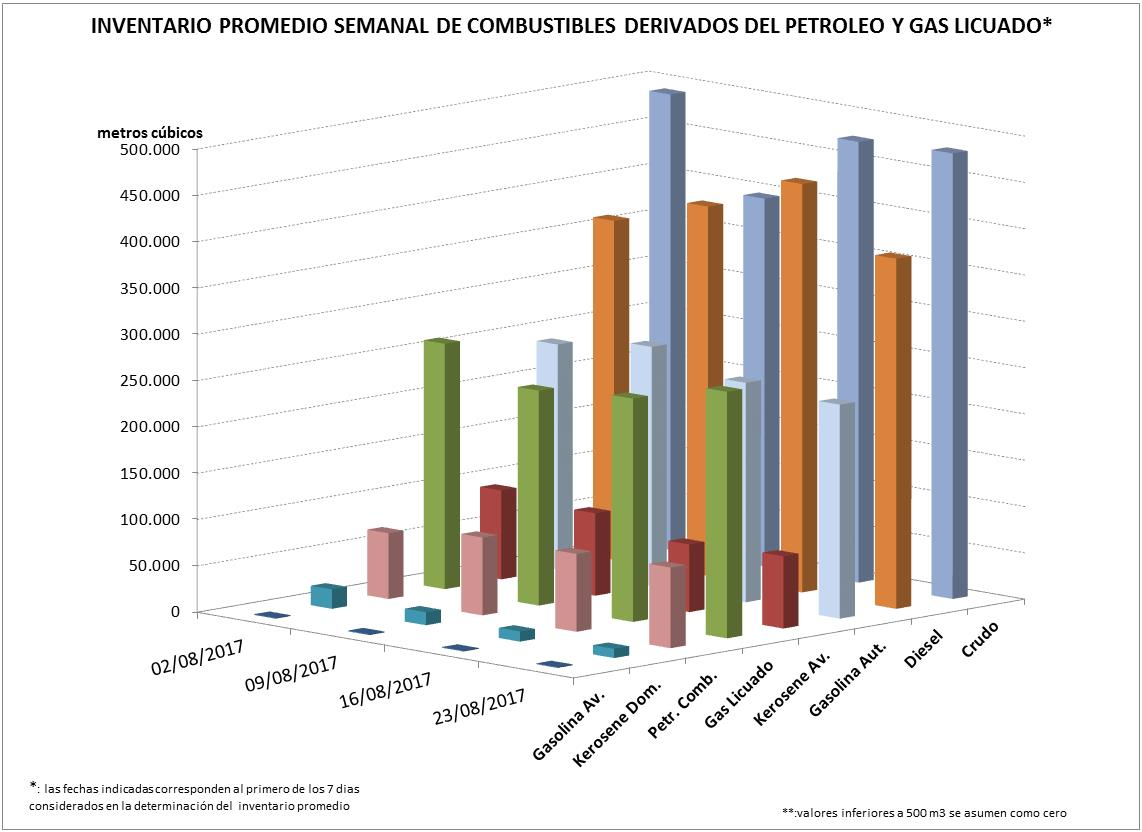 INVENTARIO PROMEDIO SEMANAL DE COMBUSTIBLES DERIVADOS DEL PETROLEO Y GAS LICUADO*
metros cúbicos
500.000
450.000
400.000
350.000
300.000
250.000
200.000
150.000
100.000
50.000
0
02/08/2017
09/08/2017
16/08/2017
23/08/2017
Gasolina Av.
Kerosene Dom.
Petr. Comb.
Gas Licuado
Kerosene Av.
Gasolina Aut.
Diesel
Crudo
*: las fechas indicadas corresponden al primero de los 7 dias
considerados en la determinación del inventario promedio
**:valores inferiores a 500 m3 se asumen como cero